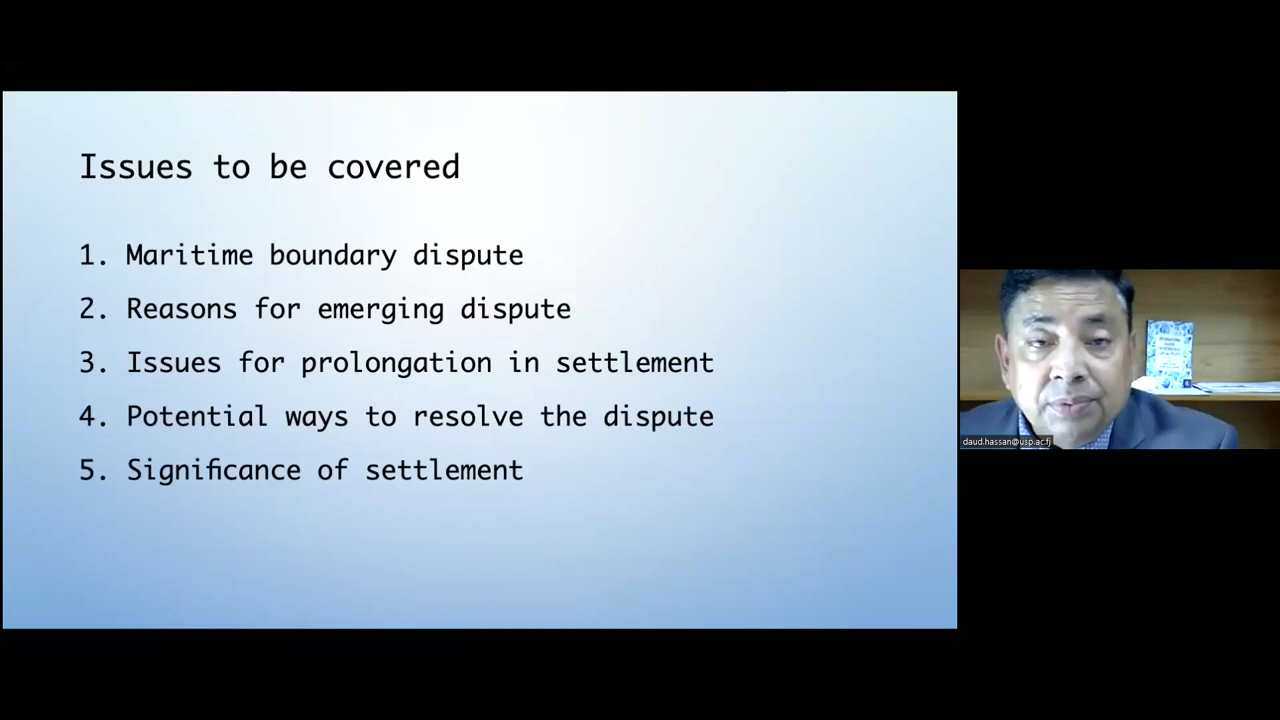 Issues to be covered
1. Maritime boundary dispute
2. Reasons for emerging dispute
3. Issues for prolongation in settlement
4. Potential ways to resolve the dispute
5. Significance of settlement
daud.hassan@usp.ac.fj